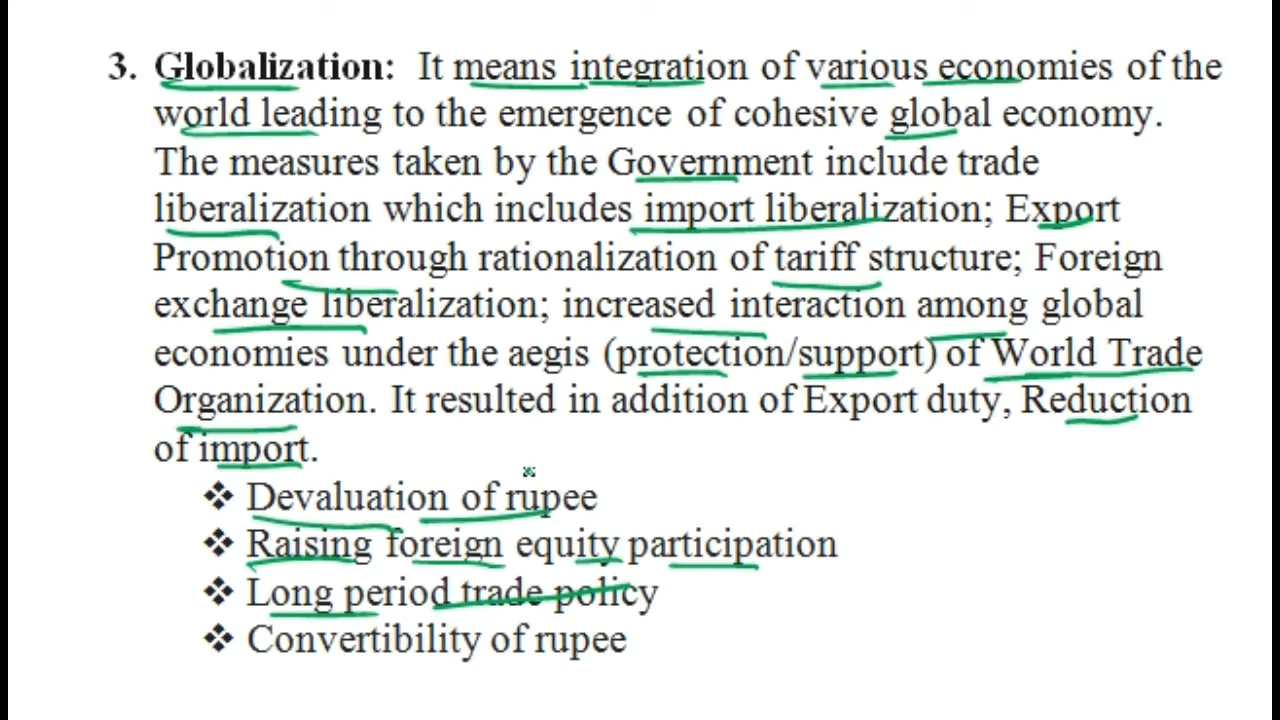 3. Globalization: It means integration of various economies of the
world leading to the emergence of cohesive global economy.
The measures taken by the Government include trade
liberalization which includes import liberalization; Export
Promotion through rationalization of tariff structure; Foreign
exchange liberalization; increased interaction among global
economies under the aegis (protection/support) of World Trade
Organization. It resulted in addition of Export duty, Reduction
of import.
❖ Devaluation of rupee
❖ Raising foreign equity participation
❖ Long period trade policy
❖ Convertibility of rupee